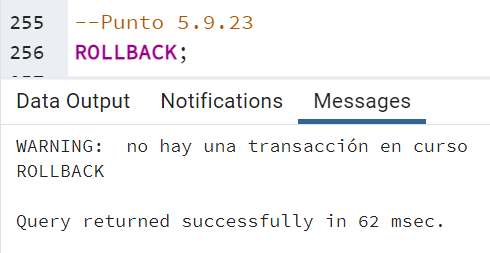 255 --Punto 5.9.23
256 ROLLBACK;
Data Output Notifications Messages
WARNING: no hay una transacción en curso
ROLLBACK
Query returned successfully in 62 msec.